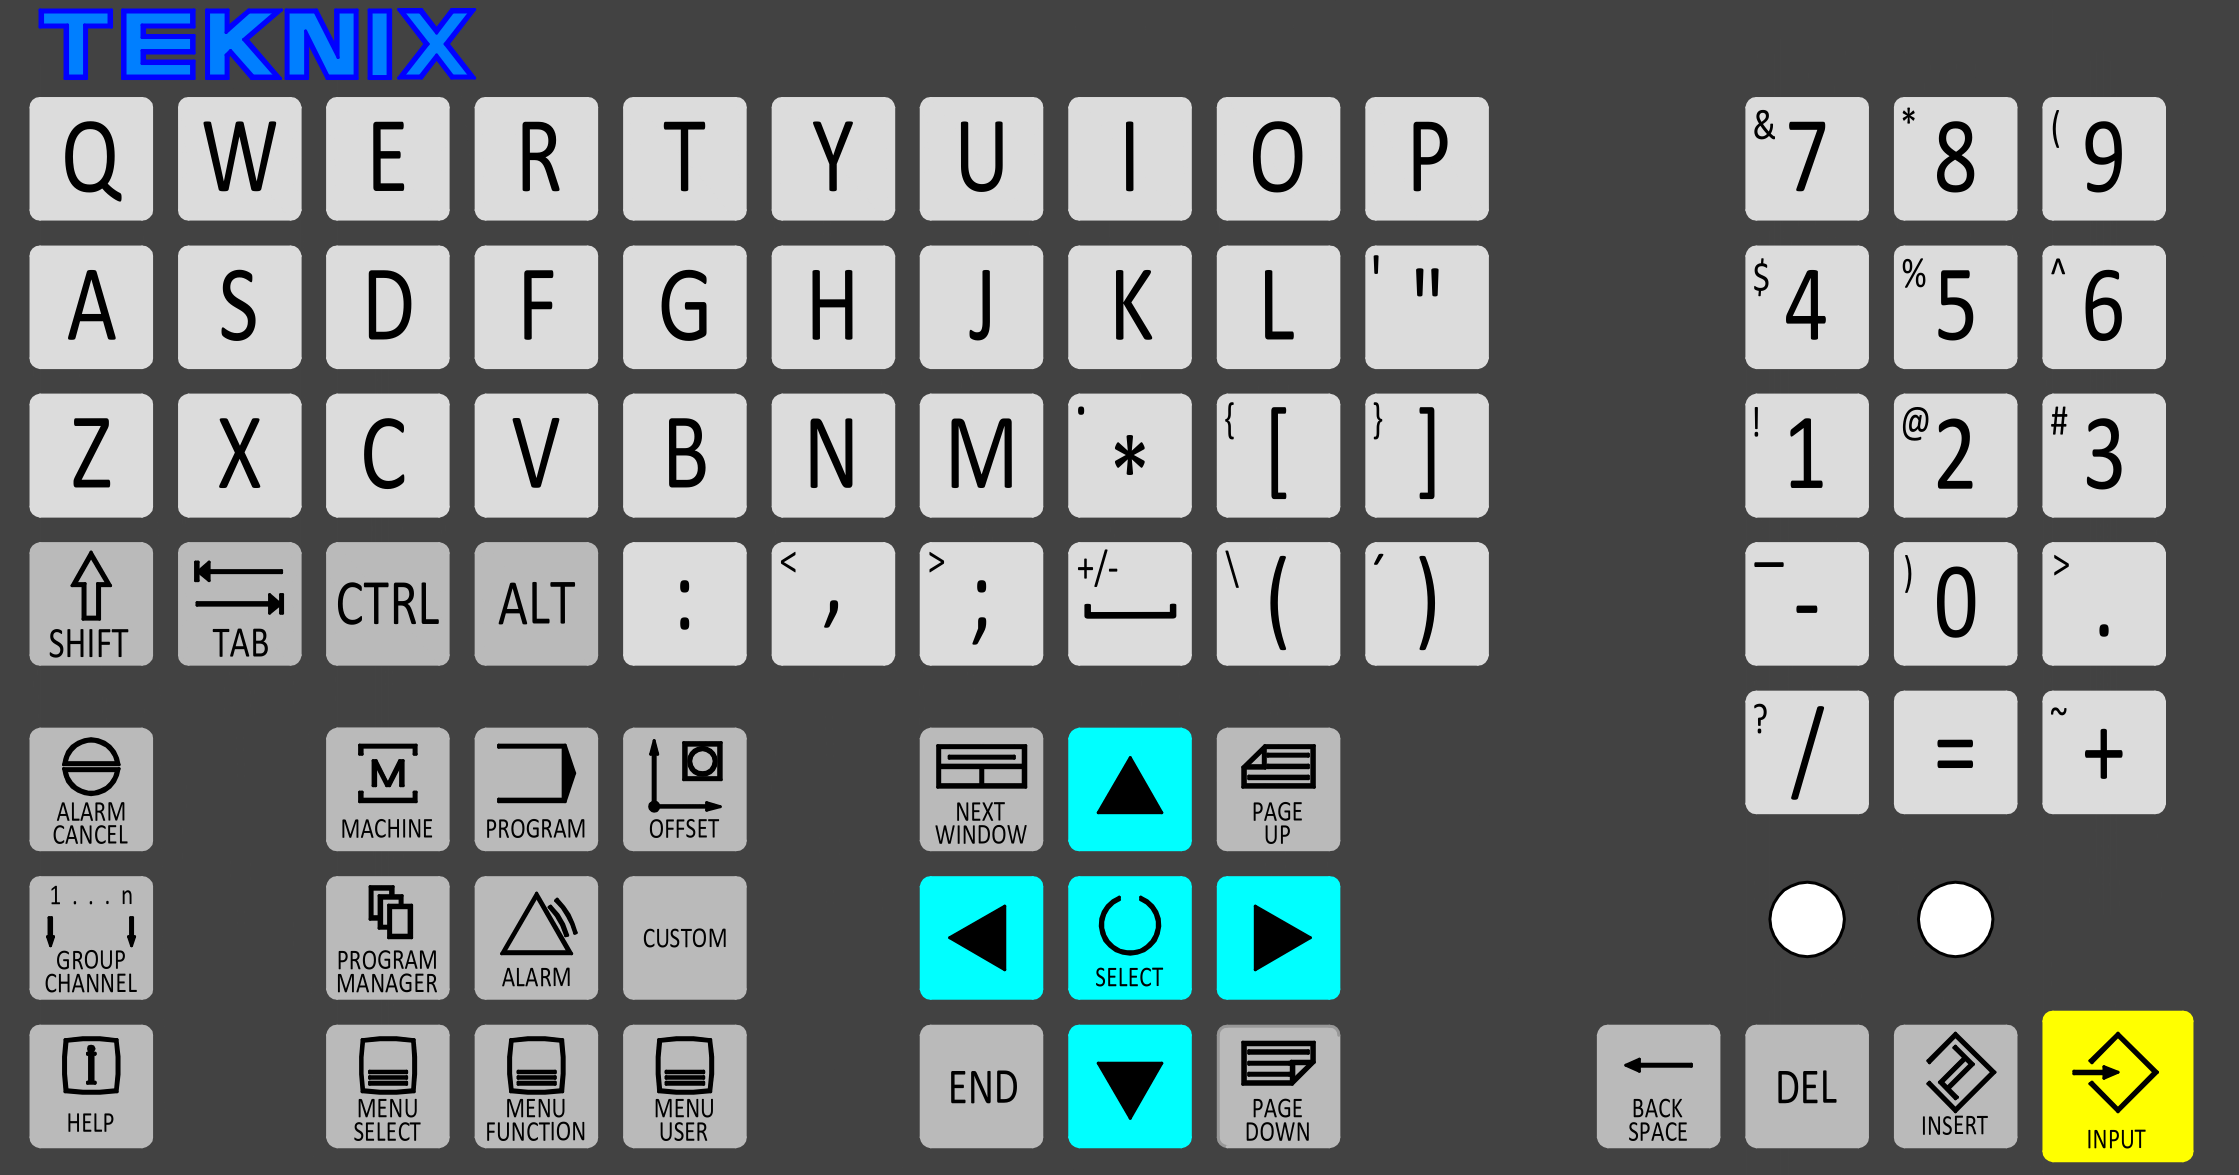 TEKNIX
Q W E R T Y U I O P & 7 * 8 ( 9
A S D F G H J K L ' " $ 4 % 5 ^ 6
Z X C V B N M · * { [ } ] ! 1 @ 2 # 3
SHIFT TAB CTRL ALT : < , > ; +/- \ ( ´ ) — - ) 0 > .
? / = ~ +
ALARM
CANCEL
M
MACHINE
PROGRAM
OFFSET
NEXT
WINDOW
PAGE
UP
1 . . . n
GROUP
CHANNEL
PROGRAM
MANAGER
ALARM
CUSTOM
SELECT
i
HELP
MENU
SELECT
MENU
FUNCTION
MENU
USER
END
PAGE
DOWN
BACK
SPACE
DEL
INSERT
INPUT